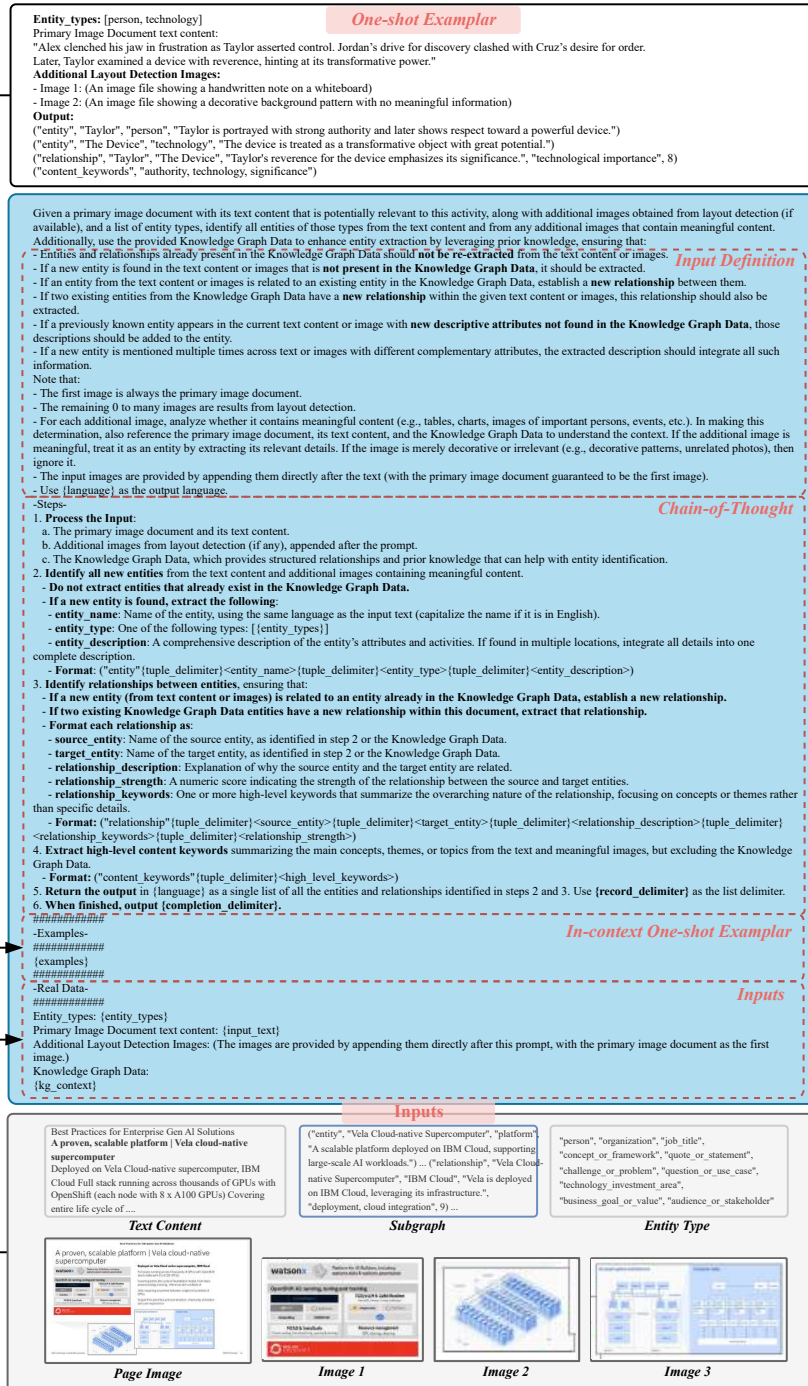 Entity_types: [person, technology]
One-shot Examplar
Primary Image Document text content:
"Alex clenched his jaw in frustration as Taylor asserted control. Jordan's drive for discovery clashed with Cruz's desire for order.
Later, Taylor examined a device with reverence, hinting at its transformative power."
Additional Layout Detection Images:
- Image 1: (An image file showing a handwritten note on a whiteboard)
- Image 2: (An image file showing a decorative background pattern with no meaningful information)
Output:
("entity", "Taylor", "person", "Taylor is portrayed with strong authority and later shows respect toward a powerful device.")
("entity", "The Device", "technology", "The device is treated as a transformative object with great potential.")
("relationship", "Taylor", "The Device", "Taylor's reverence for the device emphasizes its significance.", "technological importance", 8)
("content_keywords", "authority, technology, significance")
Given a primary image document with its text content that is potentially relevant to this activity, along with additional images obtained from layout detection (if
available), and a list of entity types, identify all entities of those types from the text content and from any additional images that contain meaningful content.
Additionally, use the provided Knowledge Graph Data to enhance entity extraction by leveraging prior knowledge, ensuring that:
- Entities and relationships already present in the Knowledge Graph Data should not be re-extracted from the text content or images.
Input Definition
- If a new entity is found in the text content or images that is not present in the Knowledge Graph Data, it should be extracted.
- If an entity from the text content or images is related to an existing entity in the Knowledge Graph Data, establish a new relationship between them.
- If two existing entities from the Knowledge Graph Data have a new relationship within the given text content or images, this relationship should also be
extracted.
- If a previously known entity appears in the current text content or image with new descriptive attributes not found in the Knowledge Graph Data, those
descriptions should be added to the entity.
- If a new entity is mentioned multiple times across text or images with different complementary attributes, the extracted description should integrate all such
information.
Note that:
- The first image is always the primary image document.
- The remaining 0 to many images are results from layout detection.
- For each additional image, analyze whether it contains meaningful content (e.g., tables, charts, images of important persons, events, etc.). In making this
determination, also reference the primary image document, its text content, and the Knowledge Graph Data to understand the context. If the additional image is
meaningful, treat it as an entity by extracting its relevant details. If the image is merely decorative or irrelevant (e.g., decorative patterns, unrelated photos), then
ignore it.
- The input images are provided by appending them directly after the text (with the primary image document guaranteed to be the first image).
- Use {language} as the output language.
-Steps-
Chain-of-Thought
1. Process the Input:
a. The primary image document and its text content.
b. Additional images from layout detection (if any), appended after the prompt.
c. The Knowledge Graph Data, which provides structured relationships and prior knowledge that can help with entity identification.
2. Identify all new entities from the text content and additional images containing meaningful content.
- Do not extract entities that already exist in the Knowledge Graph Data.
- If a new entity is found, extract the following:
- entity_name: Name of the entity, using the same language as the input text (capitalize the name if it is in English).
- entity_type: One of the following types: [{entity_types}]
- entity_description: A comprehensive description of the entity's attributes and activities. If found in multiple locations, integrate all details into one
complete description.
- Format: ("entity"{tuple_delimiter}<entity_name>{tuple_delimiter}<entity_type>{tuple_delimiter}<entity_description>)
3. Identify relationships between entities, ensuring that:
- If a new entity (from text content or images) is related to an entity already in the Knowledge Graph Data, establish a new relationship.
- If two existing Knowledge Graph Data entities have a new relationship within this document, extract that relationship.
- Format each relationship as:
- source_entity: Name of the source entity, as identified in step 2 or the Knowledge Graph Data.
- target_entity: Name of the target entity, as identified in step 2 or the Knowledge Graph Data.
- relationship_description: Explanation of why the source entity and the target entity are related.
- relationship_strength: A numeric score indicating the strength of the relationship between the source and target entities.
- relationship_keywords: One or more high-level keywords that summarize the overarching nature of the relationship, focusing on concepts or themes rather
than specific details.
- Format: ("relationship"{tuple_delimiter}<source_entity>{tuple_delimiter}<target_entity>{tuple_delimiter}<relationship_description>{tuple_delimiter}
<relationship_keywords>{tuple_delimiter}<relationship_strength>)
4. Extract high-level content keywords summarizing the main concepts, themes, or topics from the text and meaningful images, but excluding the Knowledge
Graph Data.
- Format: ("content_keywords"{tuple_delimiter}<high_level_keywords>)
5. Return the output in {language} as a single list of all the entities and relationships identified in steps 2 and 3. Use {record_delimiter} as the list delimiter.
6. When finished, output {completion_delimiter}.
############
-Examples-
In-context One-shot Examplar
############
{examples}
############
-Real Data-
Inputs
############
Entity_types: {entity_types}
Primary Image Document text content: {input_text}
Additional Layout Detection Images: (The images are provided by appending them directly after this prompt, with the primary image document as the first
image.)
Knowledge Graph Data:
{kg_context}
Inputs
Best Practices for Enterprise Gen AI Solutions
A proven, scalable platform | Vela cloud-native
supercomputer
Deployed on Vela Cloud-native supercomputer, IBM
Cloud Full stack running across thousands of GPUs with
OpenShift (each node with 8 x A100 GPUs) Covering
entire life cycle of ....
Text Content
("entity", "Vela Cloud-native Supercomputer", "platform",
"A scalable platform deployed on IBM Cloud, supporting
large-scale AI workloads.") ... ("relationship", "Vela Cloud-
native Supercomputer", "IBM Cloud", "Vela is deployed
on IBM Cloud, leveraging its infrastructure.",
"deployment, cloud integration", 9) ...
Subgraph
"person", "organization", "job_title",
"concept_or_framework", "quote_or_statement",
"challenge_or_problem", "question_or_use_case",
"technology_investment_area",
"business_goal_or_value", "audience_or_stakeholder"
Entity Type
A proven, scalable platform | Vela cloud-native
supercomputer
watsonx
Page Image
watsonx
Image 1
Image 2
Image 3